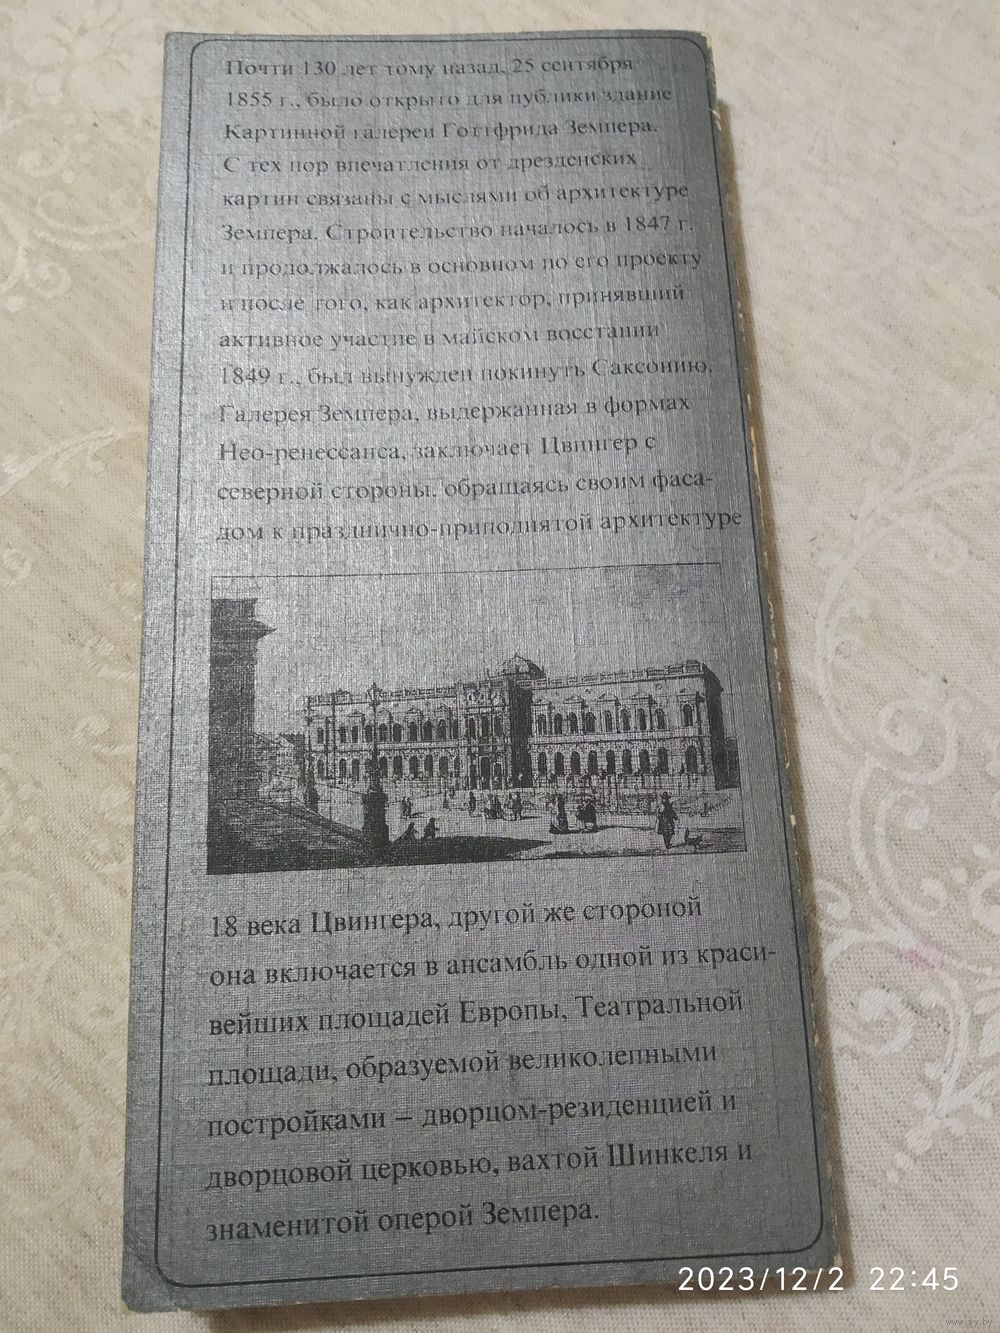 Почти 130 лет тому назад, 25 сентября
1855 г., было открыто для публики здание
Картинной галереи Готтфрида Земпера.
С тех пор впечатления от дрезденских
картин связаны с мыслями об архитектуре
Земпера. Строительство началось в 1847 г.
и продолжалось в основном по его проекту
и после того, как архитектор, принявший
активное участие в майском восстании
1849 г., был вынужден покинуть Саксонию.
Галерея Земпера, выдержанная в формах
Нео-ренессанса, заключает Цвингер с
северной стороны, обращаясь своим фаса-
дом к празднично-приподнятой архитектуре
18 века Цвингера, другой же стороной
она включается в ансамбль одной из краси-
вейших площадей Европы, Театральной
площади, образуемой великолепными
постройками – дворцом-резиденцией и
дворцовой церковью, вахтой Шинкеля и
знаменитой оперой Земпера.
2023/12/2 22:45
www.ay.by